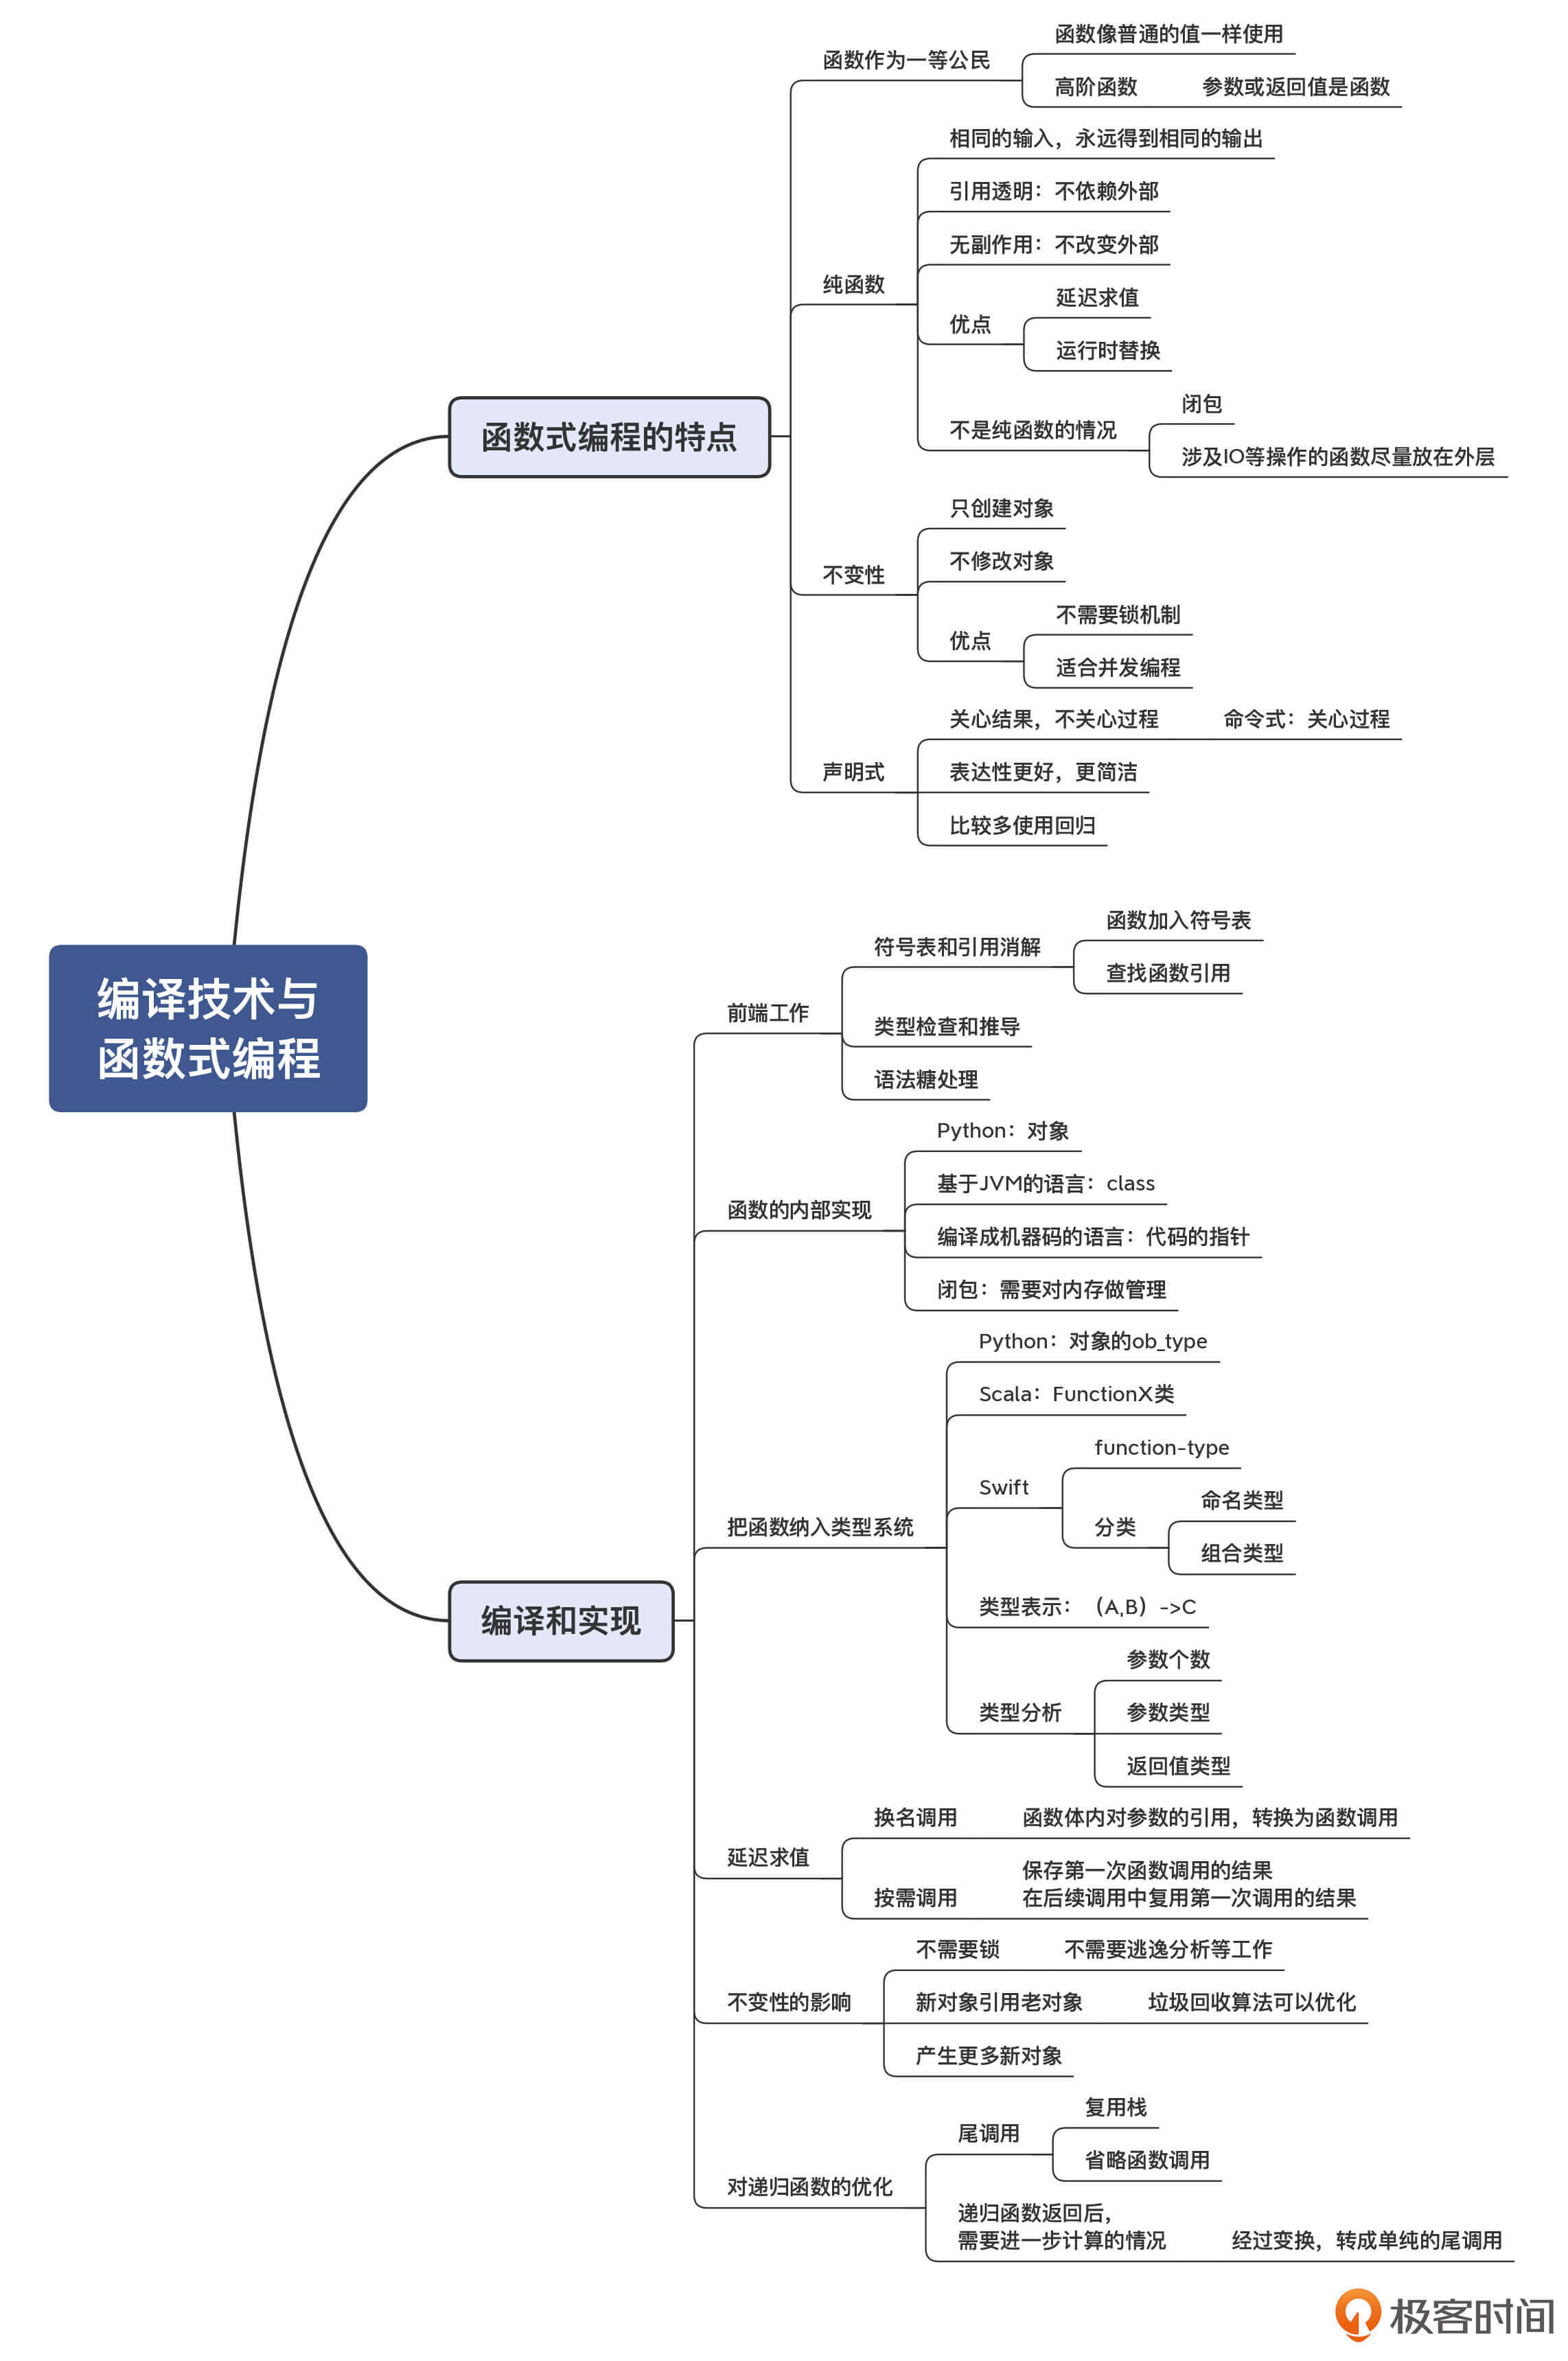 编译技术与
函数式编程
函数式编程的特点
函数作为一等公民
函数像普通的值一样使用
高阶函数
参数或返回值是函数
纯函数
相同的输入，永远得到相同的输出
引用透明：不依赖外部
无副作用：不改变外部
优点
延迟求值
运行时替换
不是纯函数的情况
闭包
涉及IO等操作的函数尽量放在外层
不变性
只创建对象
不修改对象
优点
不需要锁机制
适合并发编程
声明式
关心结果，不关心过程
命令式：关心过程
表达性更好，更简洁
比较多使用回归
编译和实现
前端工作
符号表和引用消解
函数加入符号表
查找函数引用
类型检查和推导
语法糖处理
函数的内部实现
Python：对象
基于JVM的语言：class
编译成机器码的语言：代码的指针
闭包：需要对内存做管理
把函数纳入类型系统
Python：对象的ob_type
Scala：FunctionX类
Swift
function-type
分类
命名类型
组合类型
类型表示：（A,B）->C
类型分析
参数个数
参数类型
返回值类型
延迟求值
换名调用
函数体内对参数的引用，转换为函数调用
按需调用
保存第一次函数调用的结果
在后续调用中复用第一次调用的结果
不变性的影响
不需要锁
不需要逃逸分析等工作
新对象引用老对象
垃圾回收算法可以优化
产生更多新对象
对递归函数的优化
尾调用
复用栈
省略函数调用
递归函数返回后，
需要进一步计算的情况
经过变换，转成单纯的尾调用
极客时间